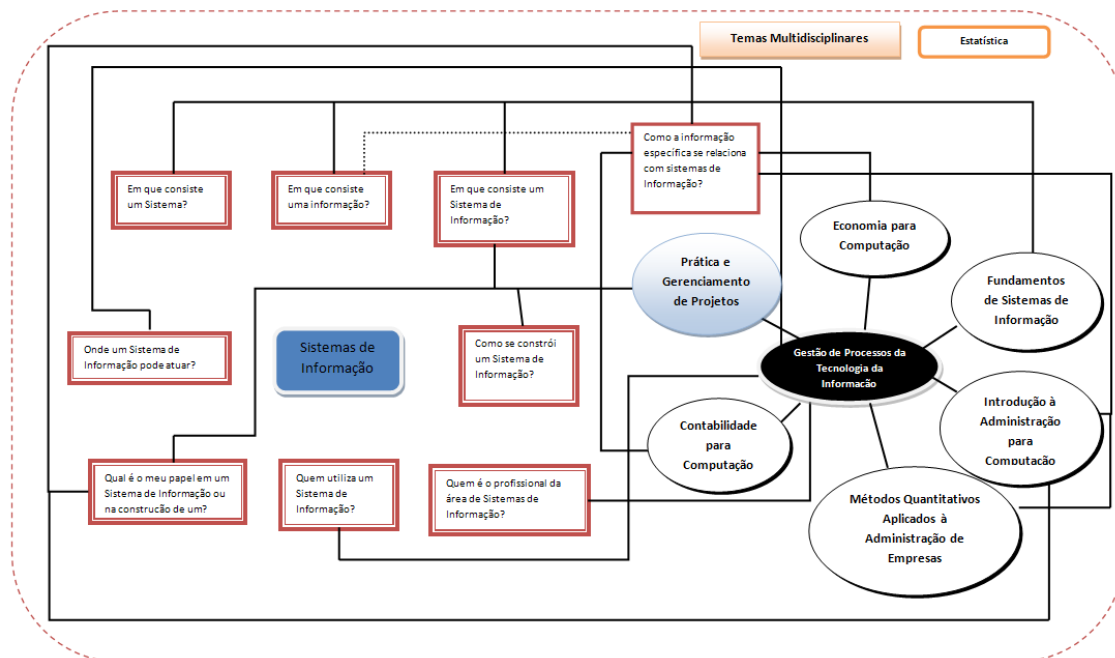 Temas Multidisciplinares
Estatística
Como a informação
específica se relaciona
com sistemas de
Informação?
Em que consiste
um Sistema?
Em que consiste
uma informação?
Em que consiste um
Sistema de
Informação?
Economia para
Computação
Prática e
Gerenciamento
de Projetos
Fundamentos
de Sistemas de
Informação
Onde um Sistema de
Informação pode atuar?
Sistemas de
Informação
Como se constrói
um Sistema de
Informação?
Gestão de Processos da
Tecnologia da
Informacão
Introdução à
Administração
para
Computacão
Contabilidade
para
Computação
Qual é o meu papel em um
Sistema de Informação ou
na construcão de um?
Quem utiliza um
Sistema de
Informação?
Quem é o profissional da
área de Sistemas de
Informação?
Métodos Quantitativos
Aplicados à
Administração de
Empresas